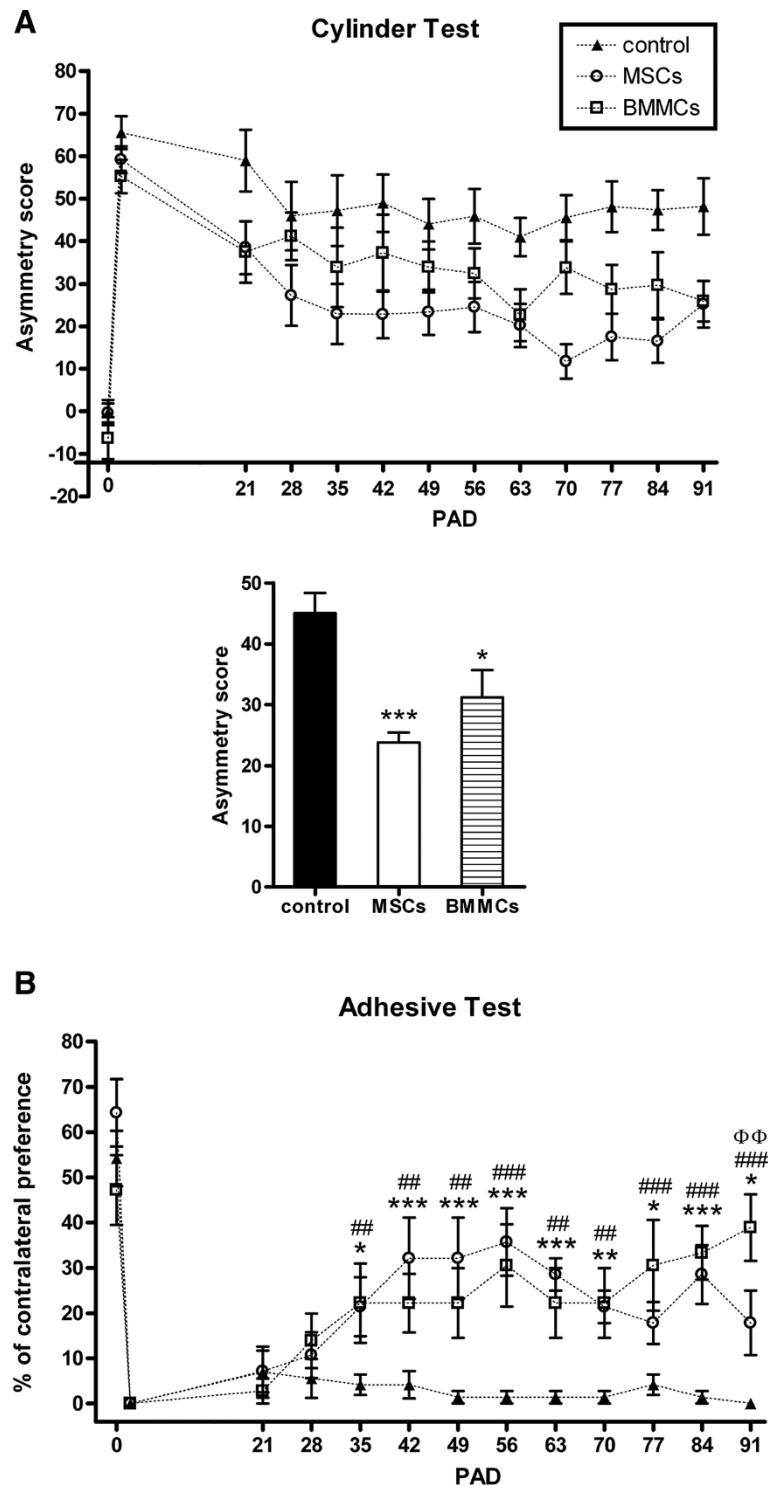 A
Cylinder Test
control
MSCs
BMMCs
80
70
60
50
40
30
20
10
0
-10
-20
Asymmetry score
0 21 28 35 42 49 56 63 70 77 84 91
PAD
50
40
30
20
10
0
Asymmetry score
***
*
control MSCs BMMCs
B
Adhesive Test
80
70
60
50
40
30
20
10
0
% of contralateral preference
ΦΦ
## ## ## ### ## ## ### ### ###
* *** *** *** *** ** * *** *
0 21 28 35 42 49 56 63 70 77 84 91
PAD